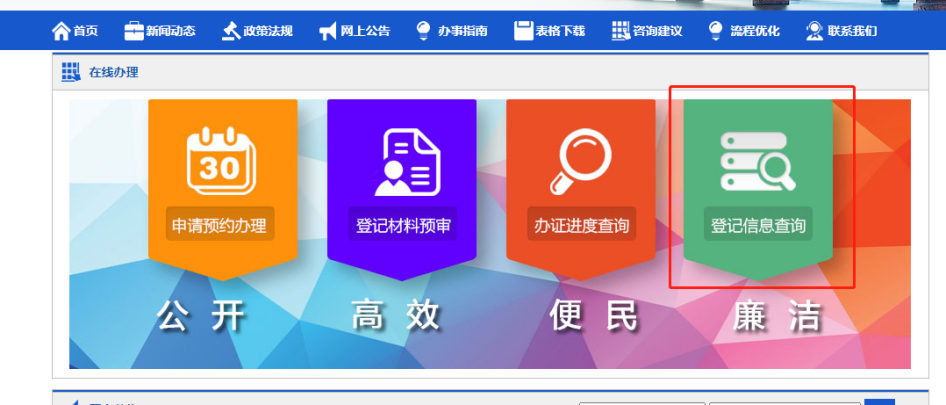 首页 新闻动态 政策法规 网上公告 办事指南 表格下载 咨询建议 流程优化 联系我们
在线办理
30
申请预约办理 登记材料预审 办证进度查询 登记信息查询
公开 高效 便民 廉洁